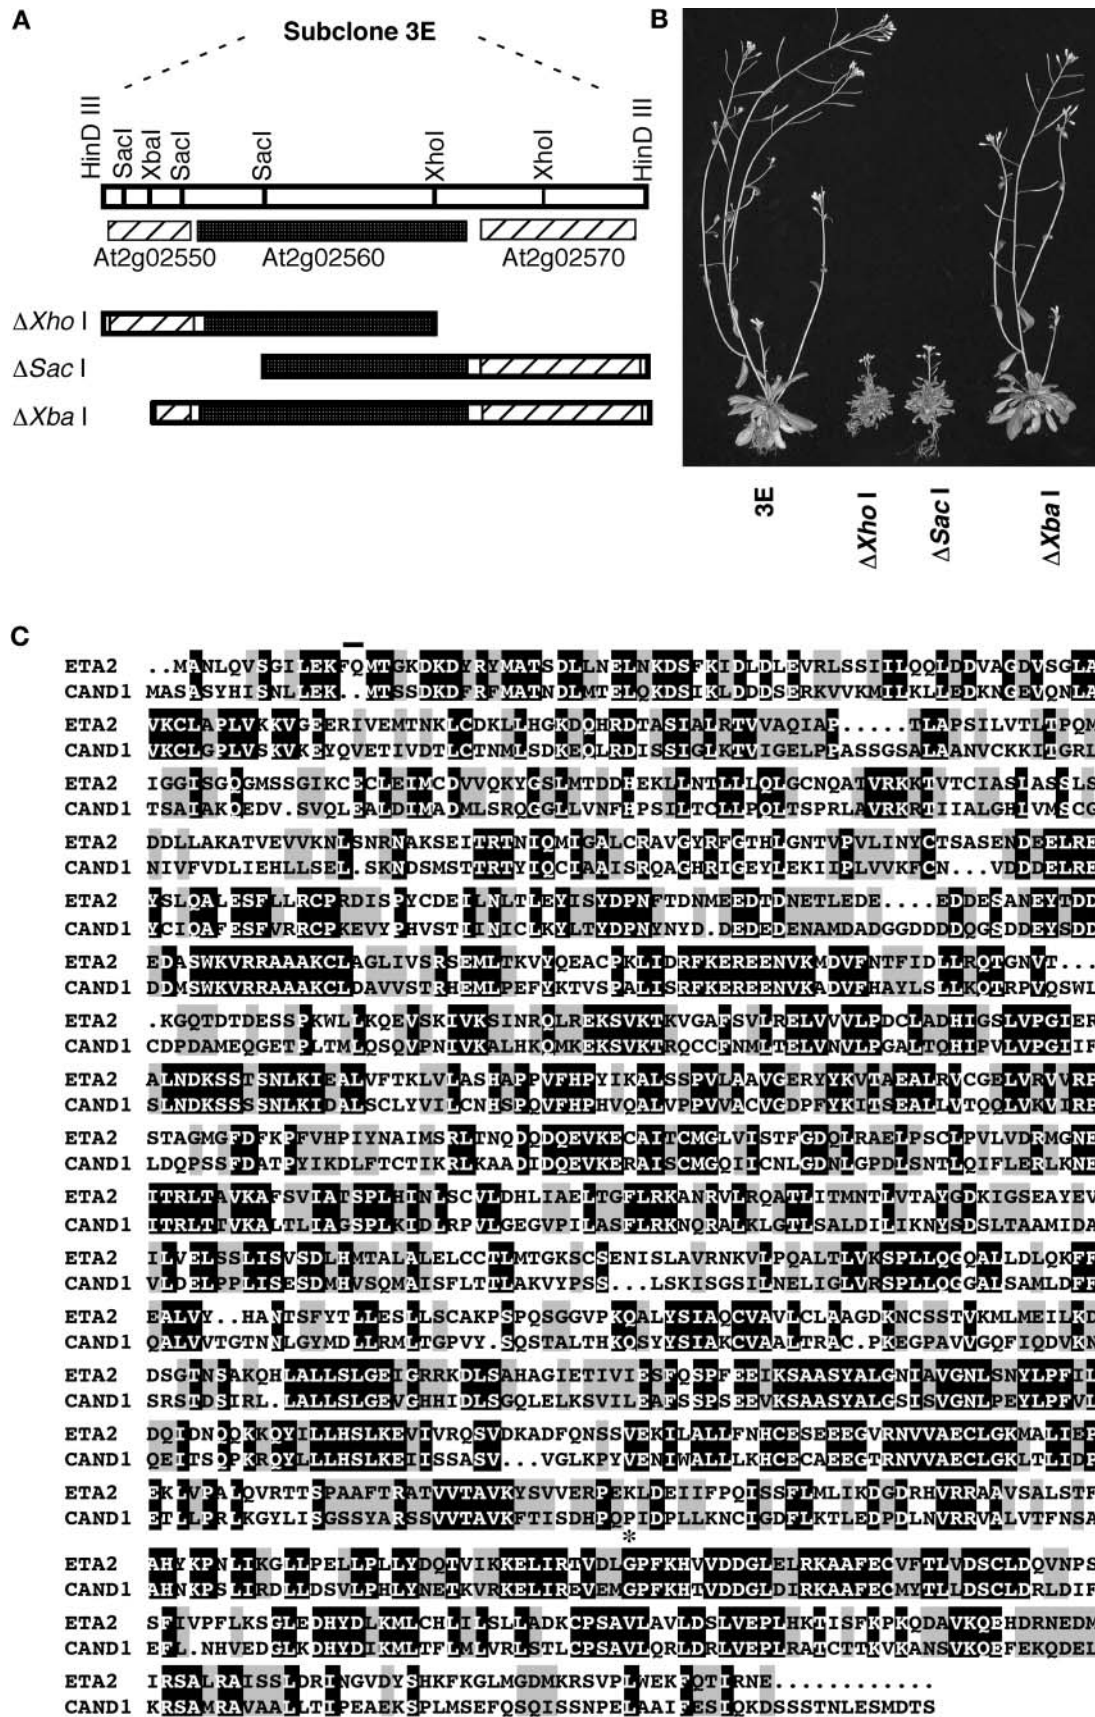 A
B
Subclone 3E
HinD III
SacI
XbaI
SacI
SacI
XhoI
XhoI
HinD III
At2g02550 At2g02560 At2g02570
ΔXho I
ΔSac I
ΔXba I
3E
ΔXho I
ΔSac I
ΔXba I
C
ETA2 ..MANLQVSGILEKFQMTGKDKDYRYMATSDLLNELNKDSFKIDLDLEVRLSSIILQQLDDVAGDVSGLA
CAND1 MASASYHISNLLEK..MTSSDKDFRFMATNDLMTELQKDSIKLDDDSERKVVKMILKLLEDKNGEVQNLA
ETA2 VKCLAPLVKKVGEERIVEMTNKLCDKLLHGKDQHRDTASIALRTVVAQIAP.....TLAPSILVTLTPQM
CAND1 VKCLGPLVSKVKEYQVETIVDTLCTNMLSDKEQLRDISSIGLKTVIGELPPASSGSALAANVCKKITGRL
ETA2 IGGISGQGMSSGIKCECLEIMCDVVQKYGSLMTDDHEKLLNTLLLQLGCNQATVRKKTVTCIASLASSLS
CAND1 TSAIAKQEDV.SVQLEALDIMADMLSRQGGLLVNFHPSILTCLLPQLTSPRLAVRKRTIIALGHLVMSCG
ETA2 DDLLAKATVEVVKNLSNRNAKSEITRTNIQMIGALCRAVGYRFGTHLGNTVPVLINYCTSASENDEELRE
CAND1 NIVFVDLIEHLLSEL.SKNDSMSTTRTYIQCIAAISRQAGHRIGEYLEKIIPLVVKFCN...VDDDELRE
ETA2 YSLQALESFLLRCPRDISPYCDEILNLTLEYISYDPNFTDNMEEDTDNETLEDE....EDDESANEYTDD
CAND1 YCIQAFESFVRRCPKEVYPHVSTIINICLKYLTYDPNYNYD.DEDEDENAMDADGGDDDDQGSDDEYSDD
ETA2 EDASWKVRRAAAKCLAGLIVSRSEMLTKVYQEACPKLIDRFKEREENVKMDVFNTFIDLLRQTGNVT...
CAND1 DDMSWKVRRAAAKCLDAVVSTRHEMLPEFYKTVSPALISRFKEREENVKADVFHAYLSLLKQTRPVQSWL
ETA2 .KGQTDTDESSPKWLLKQEVSKIVKSINRQLREKSVKTKVGAFSVLRELVVVLPDCLADHIGSLVPGIER
CAND1 CDPDAMEQGETPLTMLQSQVPNIVKALHKQMKEKSVKTRQCCFNMLTELVNVLPGALTQHIPVLVPGIIF
ETA2 ALNDKSSTSNLKIEALVFTKLVLASHAPPVFHPYIKALSSPVLAAVGERYYKVTAEALRVCGELVRVVRP
CAND1 SLNDKSSSSNLKIDALSCLYVILCNHSPQVFHPHVQALVPPVVACVGDPFYKITSEALLVTQQLVKVIRP
ETA2 STAGMGFDFKPFVHPIYNAIMSRLTNQDQDQEVKECAITCMGLVISTFGDQLRAELPSCLPVLVDRMGNE
CAND1 LDQPSSFDATPYIKDLFTCTIKRLKAADIDQEVKERAISCMGQIICNLGDNLGPDLSNTLQIFLERLKNE
ETA2 ITRLTAVKAFSVIATSPLHINLSCVLDHLIAELTGFLRKANRVLRQATLITMNTLVTAYGDKIGSEAYEV
CAND1 ITRLTTVKALTLIAGSPLKIDLRPVLGEGVPILASFLRKNQRALKLGTLSALDILIKNYSDSLTAAMIDA
ETA2 ILVELSSLISVSDLHMTALALELCCTLMTGKSCSENISLAVRNKVLPQALTLVKSPLLQGQALLDLQKFF
CAND1 VLDELPPLISESDMHVSQMAISFLTTLAKVYPSS...LSKISGSILNELIGLVRSPLLQGGALSAMLDFF
ETA2 EALVY..HANTSFYTLLESLLSCAKPSPQSGGVPKQALYSIAQCVAVLCLAAGDKNCSSTVKMLMEILKD
CAND1 QALVVTGTNNLGYMDLLRMLTGPVY.SQSTALTHKQSYYSIAKCVAALTRAC.PKEGPAVVGQFIQDVKN
ETA2 DSGTNSAKQHLALLSLGEIGRRKDLSAHAGIETIVIESFQSPFEEIKSAASYALGNIAVGNLSNYLPFIL
CAND1 SRSTDSIRL.LALLSLGEVGHHIDLSGQLELKSVILEAFSSPSEEVKSAASYALGSISVGNLPEYLPFVL
ETA2 DQIDNQQKKQYILLHSLKEVIVRQSVDKADFQNSSVEKILALLFNHCESEEEGVRNVVAECLGKMALIEP
CAND1 QEITSQPKRQYLLLHSLKEIISSASV...VGLKPYVENIWALLLKHCECAEEGTRNVVAECLGKLTLIDP
ETA2 EKLVPALQVRTTSPAAFTRATVVTAVKYSVVERPEKLDEIIFPQISSFLMLIKDGDRHVRRAAVSALSTF
CAND1 ETLLPRLKGYLISGSSYARSSVVTAVKFTISDHPQPIDPLLKNCIGDFLKTLEDPDLNVRRVALVTFNSA
*
ETA2 AHYKPNLIKGLLPELLPLLYDQTVIKKELIRTVDLGPFKHVVDDGLELRKAAFECVFTLVDSCLDQVNPS
CAND1 AHNKPSLIRDLLDSVLPHLYNETKVRKELIREVEMGPFKHTVDDGLDIRKAAFECMYTLLDSCLDRLDIF
ETA2 SFIVPFLKSGLEDHYDLKMLCHLILSLLADKCPSAVLAVLDSLVEPLHKTISFKPKQDAVKQEHDRNEDM
CAND1 EFL.NHVEDGLKDHYDIKMLTFLMLVRLSTLCPSAVLQRLDRLVEPLRATCTTKVKANSVKQEFEKQDEL
ETA2 IRSALRAISSLDRINGVDYSHKFKGLMGDMKRSVPLWEKFQTIRNE............
CAND1 KRSAMRAVAALLTIPEAEKSPLMSEFQSQISSNPELAAIFESIQKDSSSTNLESMDTS